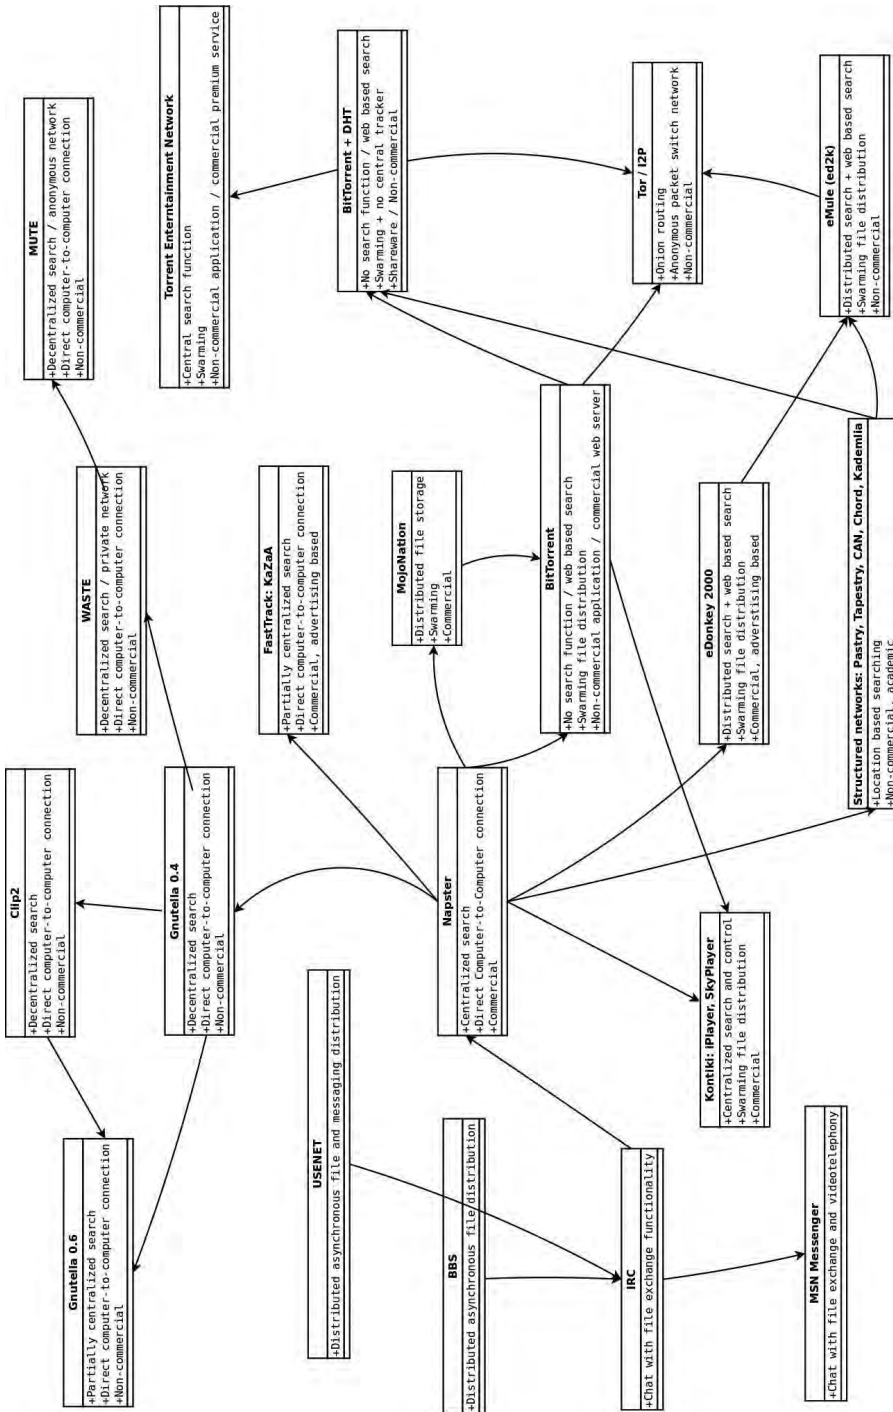 Gnutella 0.6
+Partially centralized search
+Direct computer-to-computer connection
+Non-commercial
Clip2
+Decentralized search
+Direct computer-to-computer connection
+Non-commercial
MUTE
+Decentralized search / anonymous network
+Direct computer-to-computer connection
+Non-commercial
WASTE
+Decentralized search / private network
+Direct computer-to-computer connection
+Non-commercial
Gnutella 0.4
+Decentralized search
+Direct computer-to-computer connection
+Non-commercial
Torrent Enterntainment Network
+Central search function
+Swarming
+Non-commercial application / commercial premium service
FastTrack: KaZaA
+Partially centralized search
+Direct computer-to-computer connection
+Commercial, advertising based
USENET
+Distributed asynchronous file and messaging distribution
BitTorrent + DHT
+No search function / web based search
+Swarming + no central tracker
+Shareware / Non-commercial
MojoNation
+Distributed file storage
+Swarming
+Commercial
BBS
+Distributed asynchronous file/distribution
Napster
+Centralized search
+Direct Computer-to-Computer connection
+Commercial
BitTorrent
+No search function / web based search
+Swarming file distribution
+Non-commercial application / commercial web server
IRC
+Chat with file exchange functionality
Tor / I2P
+Onion routing
+Anonymous packet switch network
+Non-commercial
Kontiki: iPlayer, SkyPlayer
+Centralized search and control
+Swarming file distribution
+Commercial
eDonkey 2000
+Distributed search + web based search
+Swarming file distribution
+Commercial, adverstising based
MSN Messenger
+Chat with file exchange and videotelephony
eMule (ed2k)
+Distributed search + web based search
+Swarming file distribution
+Non-commercial
Structured networks: Pastry, Tapestry, CAN, Chord, Kademlia
+Location based searching
+Non-commercial, academic